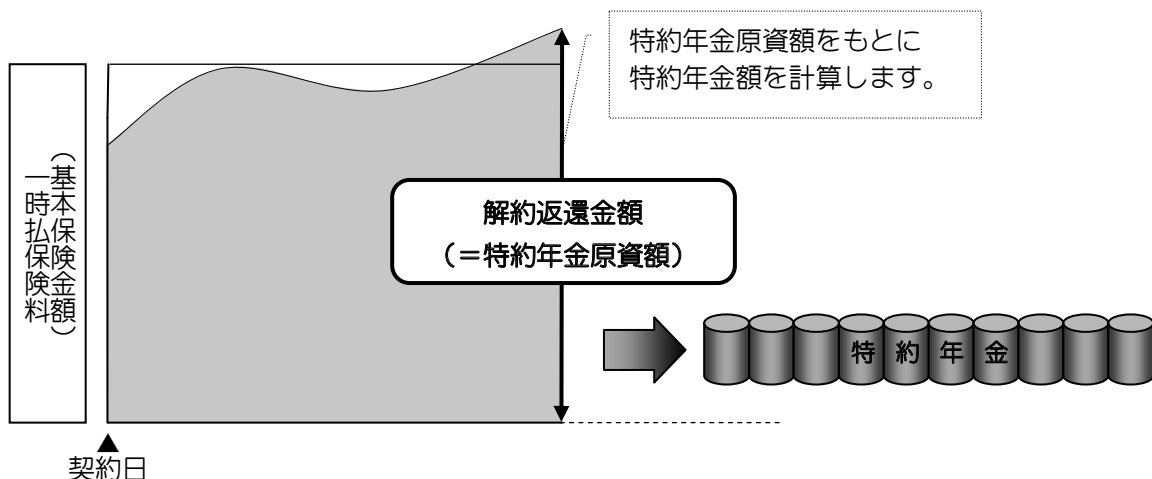 特約年金原資額をもとに
特約年金額を計算します。
一時払保険料
（基本保険金額）
解約返還金額
（＝特約年金原資額）
特約年金
▲
契約日